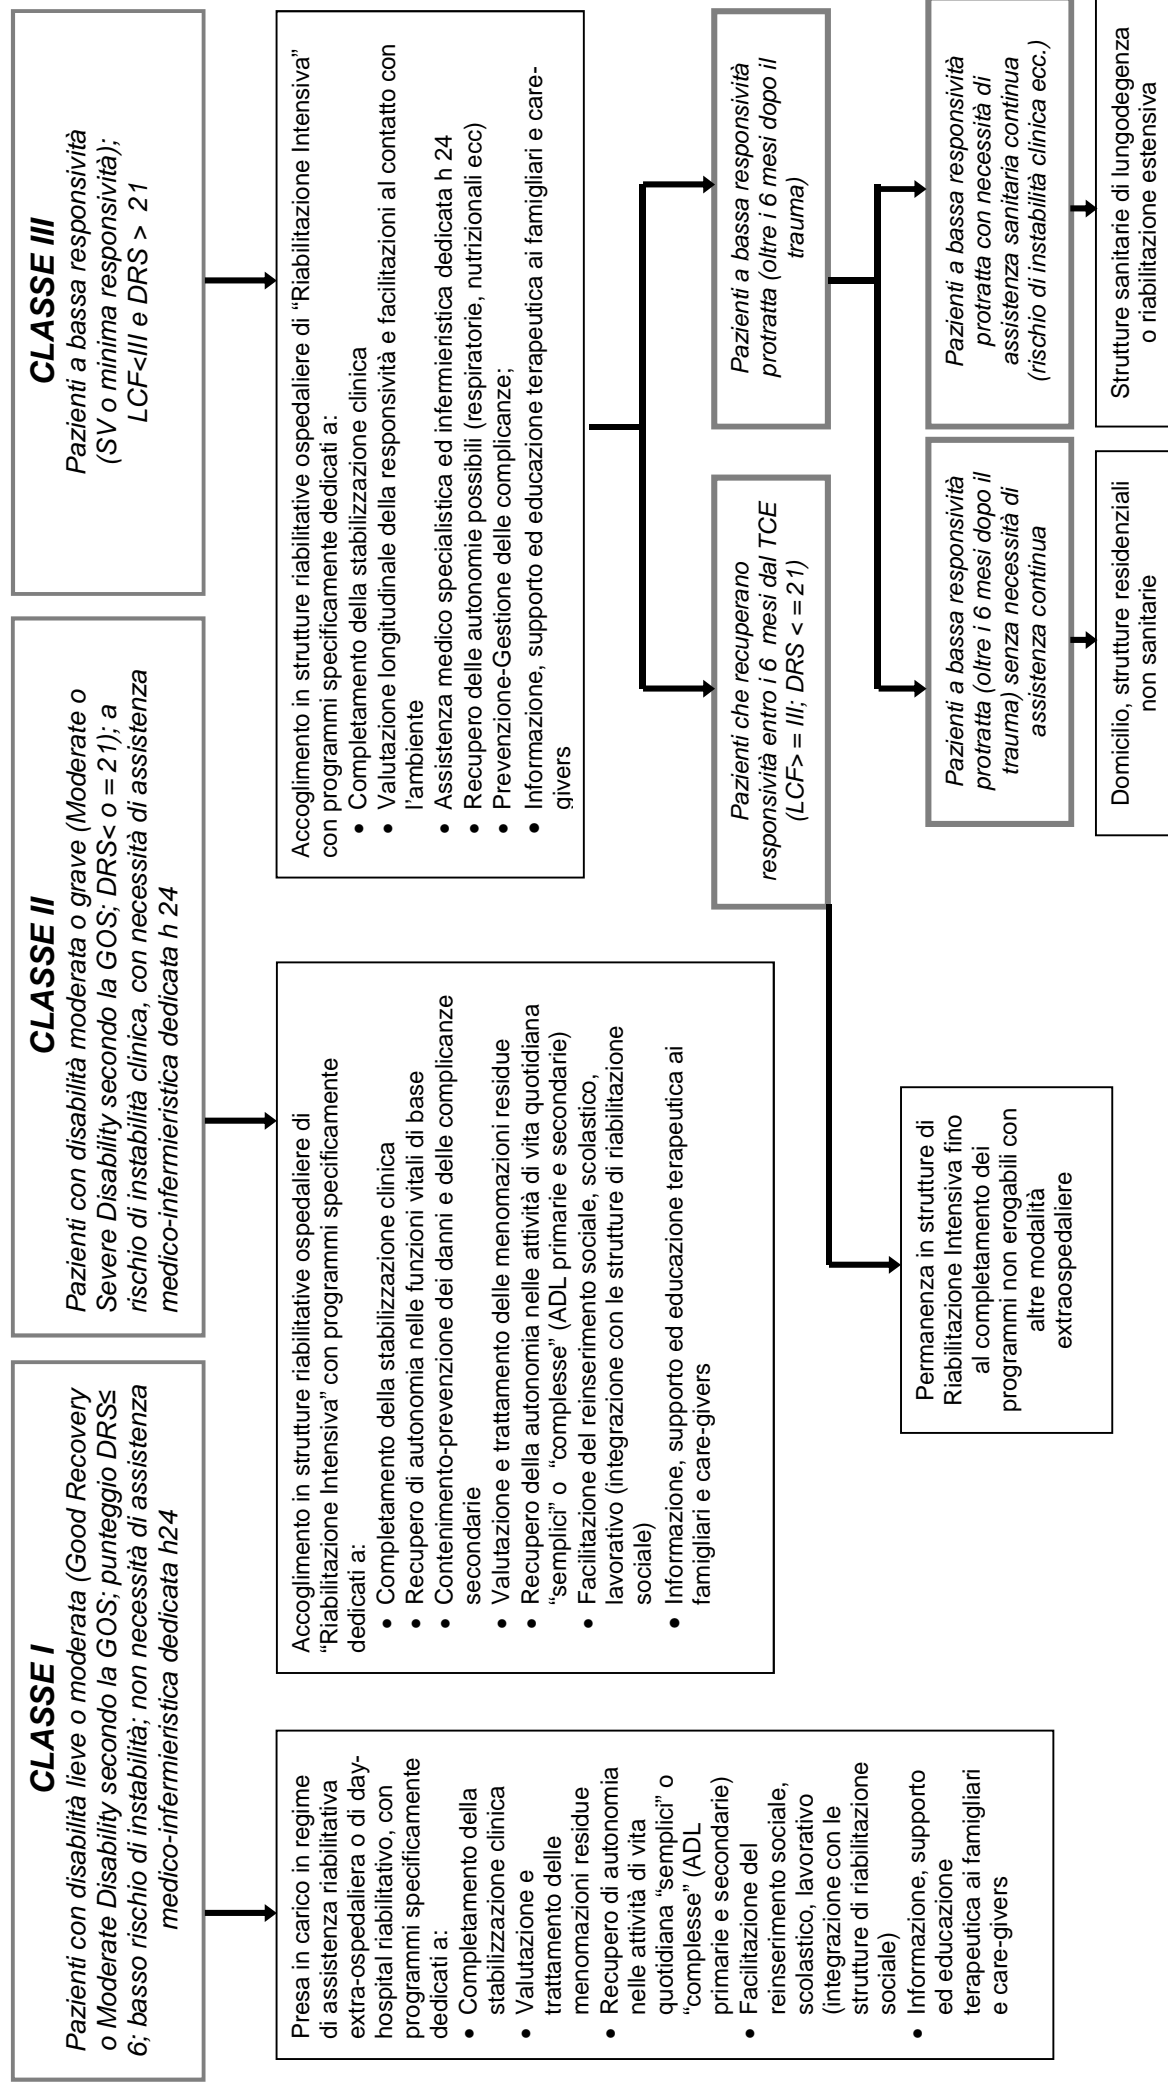 CLASSE I
Pazienti con disabilità lieve o moderata (Good Recovery
o Moderate Disability secondo la GOS; punteggio DRS≤
6; basso rischio di instabilità; non necessità di assistenza
medico-infermieristica dedicata h24
CLASSE II
Pazienti con disabilità moderata o grave (Moderate o
Severe Disability secondo la GOS; DRS< o = 21); a
rischio di instabilità clinica, con necessità di assistenza
medico-infermieristica dedicata h 24
CLASSE III
Pazienti a bassa responsività
(SV o minima responsività);
LCF<III e DRS > 21
Presa in carico in regime
di assistenza riabilitativa
extra-ospedaliera o di day-
hospital riabilitativo, con
programmi specificamente
dedicati a:
• Completamento della
stabilizzazione clinica
• Valutazione e
trattamento delle
menomazioni residue
• Recupero di autonomia
nelle attività di vita
quotidiana “semplici” o
“complesse” (ADL
primarie e secondarie)
• Facilitazione del
reinserimento sociale,
scolastico, lavorativo
(integrazione con le
strutture di riabilitazione
sociale)
• Informazione, supporto
ed educazione
terapeutica ai famigliari
e care-givers
Accoglimento in strutture riabilitative ospedaliere di
“Riabilitazione Intensiva” con programmi specificamente
dedicati a:
• Completamento della stabilizzazione clinica
• Recupero di autonomia nelle funzioni vitali di base
• Contenimento-prevenzione dei danni e delle complicanze
secondarie
• Valutazione e trattamento delle menomazioni residue
• Recupero della autonomia nelle attività di vita quotidiana
“semplici” o “complesse” (ADL primarie e secondarie)
• Facilitazione del reinserimento sociale, scolastico,
lavorativo (integrazione con le strutture di riabilitazione
sociale)
• Informazione, supporto ed educazione terapeutica ai
famigliari e care-givers
Accoglimento in strutture riabilitative ospedaliere di “Riabilitazione Intensiva”
con programmi specificamente dedicati a:
• Completamento della stabilizzazione clinica
• Valutazione longitudinale della responsività e facilitazioni al contatto con
l’ambiente
• Assistenza medico specialistica ed infermieristica dedicata h 24
• Recupero delle autonomie possibili (respiratorie, nutrizionali ecc)
• Prevenzione-Gestione delle complicanze;
• Informazione, supporto ed educazione terapeutica ai famigliari e care-
givers
Pazienti che recuperano
responsività entro i 6 mesi dal TCE
(LCF> = III; DRS < = 21)
Pazienti a bassa responsività
protratta (oltre i 6 mesi dopo il
trauma)
Permanenza in strutture di
Riabilitazione Intensiva fino
al completamento dei
programmi non erogabili con
altre modalità
extraospedaliere
Pazienti a bassa responsività
protratta (oltre i 6 mesi dopo il
trauma) senza necessità di
assistenza continua
Pazienti a bassa responsività
protratta con necessità di
assistenza sanitaria continua
(rischio di instabilità clinica ecc.)
Domicilio, strutture residenziali
non sanitarie
Strutture sanitarie di lungodegenza
o riabilitazione estensiva